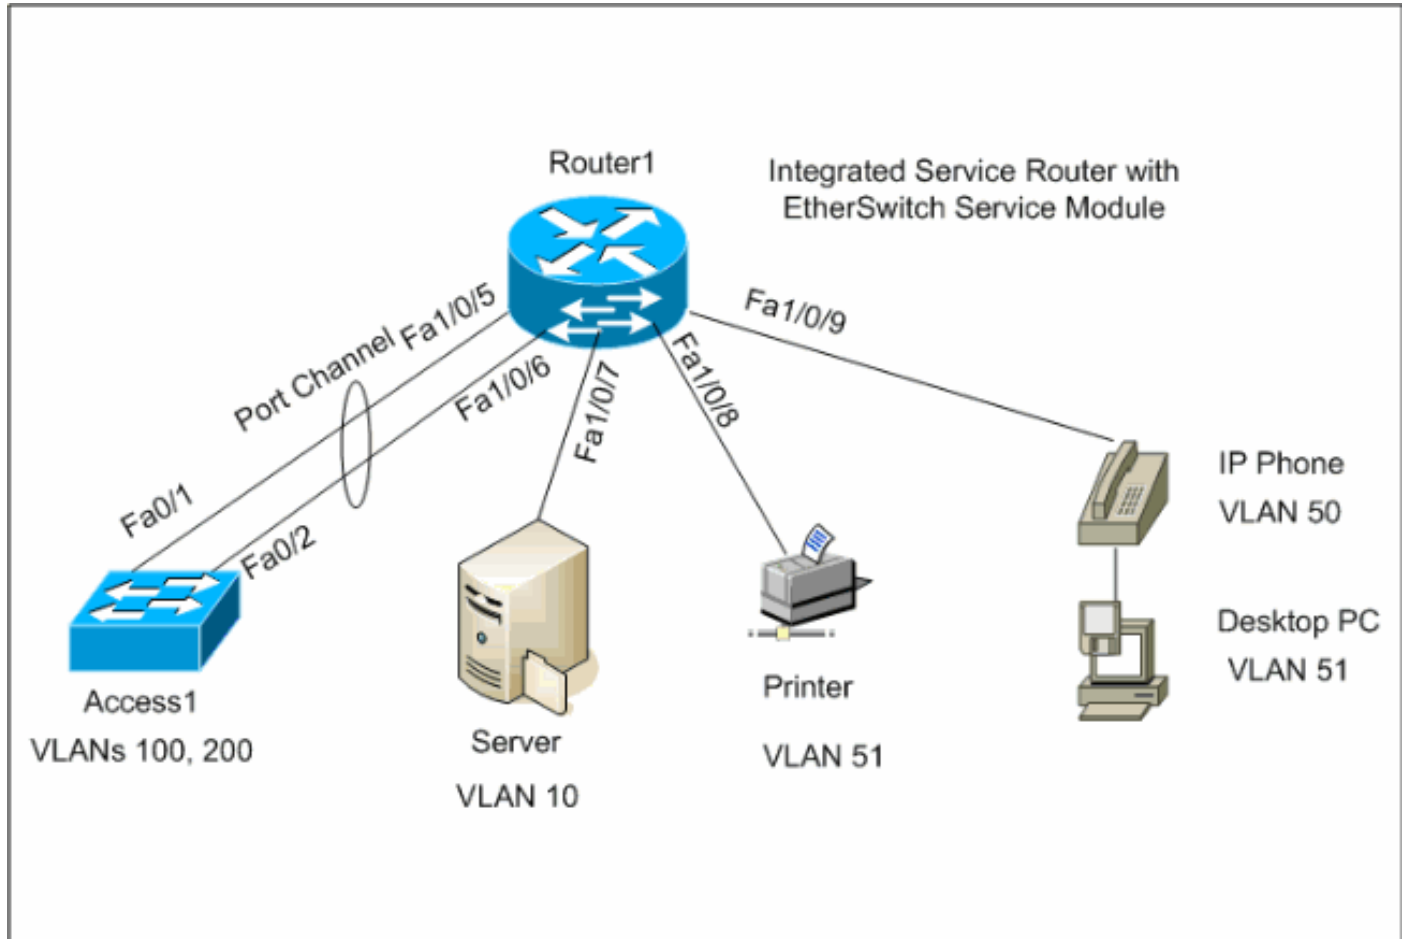 Router1
Integrated Service Router with
EtherSwitch Service Module
Port Channel
Fa1/0/5
Fa1/0/6
Fa1/0/7
Fa1/0/8
Fa1/0/9
Fa0/1
Fa0/2
Access1
VLANs 100, 200
Server
VLAN 10
Printer
VLAN 51
IP Phone
VLAN 50
Desktop PC
VLAN 51